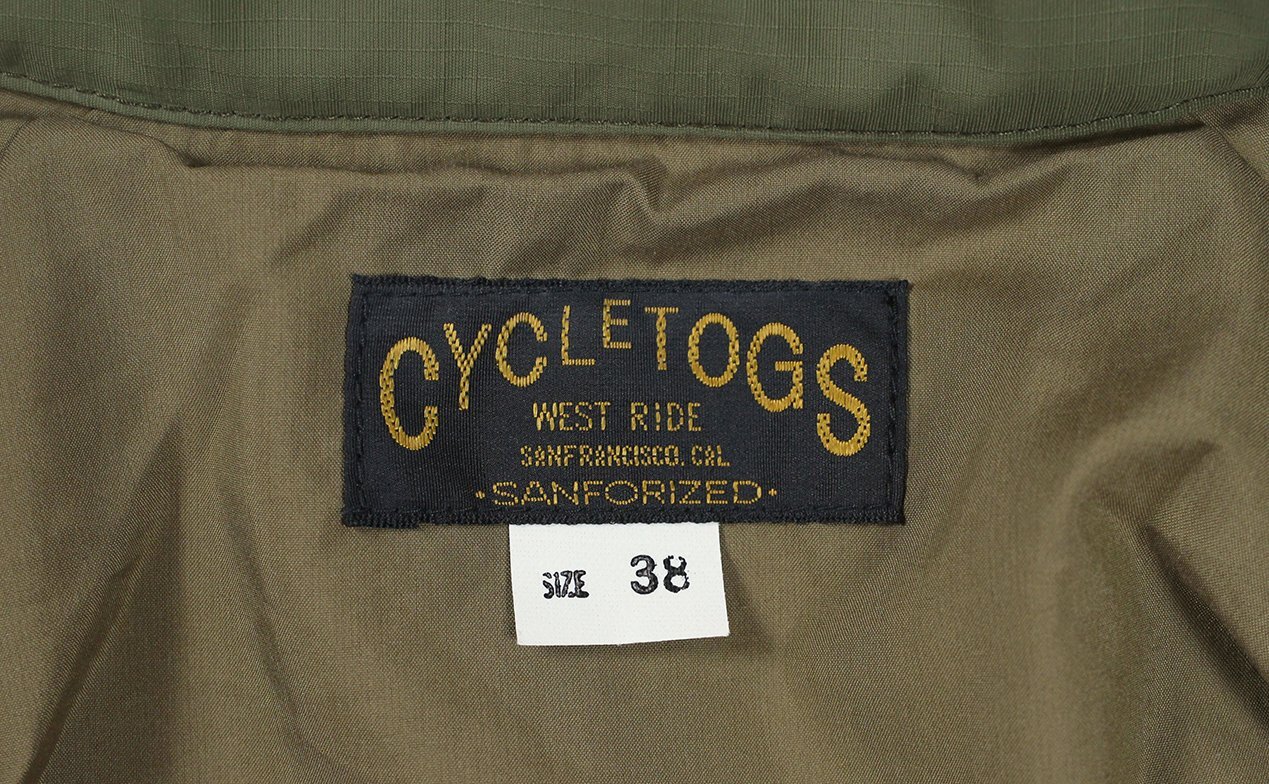 CYCLETOGS
WEST RIDE
SANFRANCISCO. CAL
·SANFORIZED·
SIZE 38